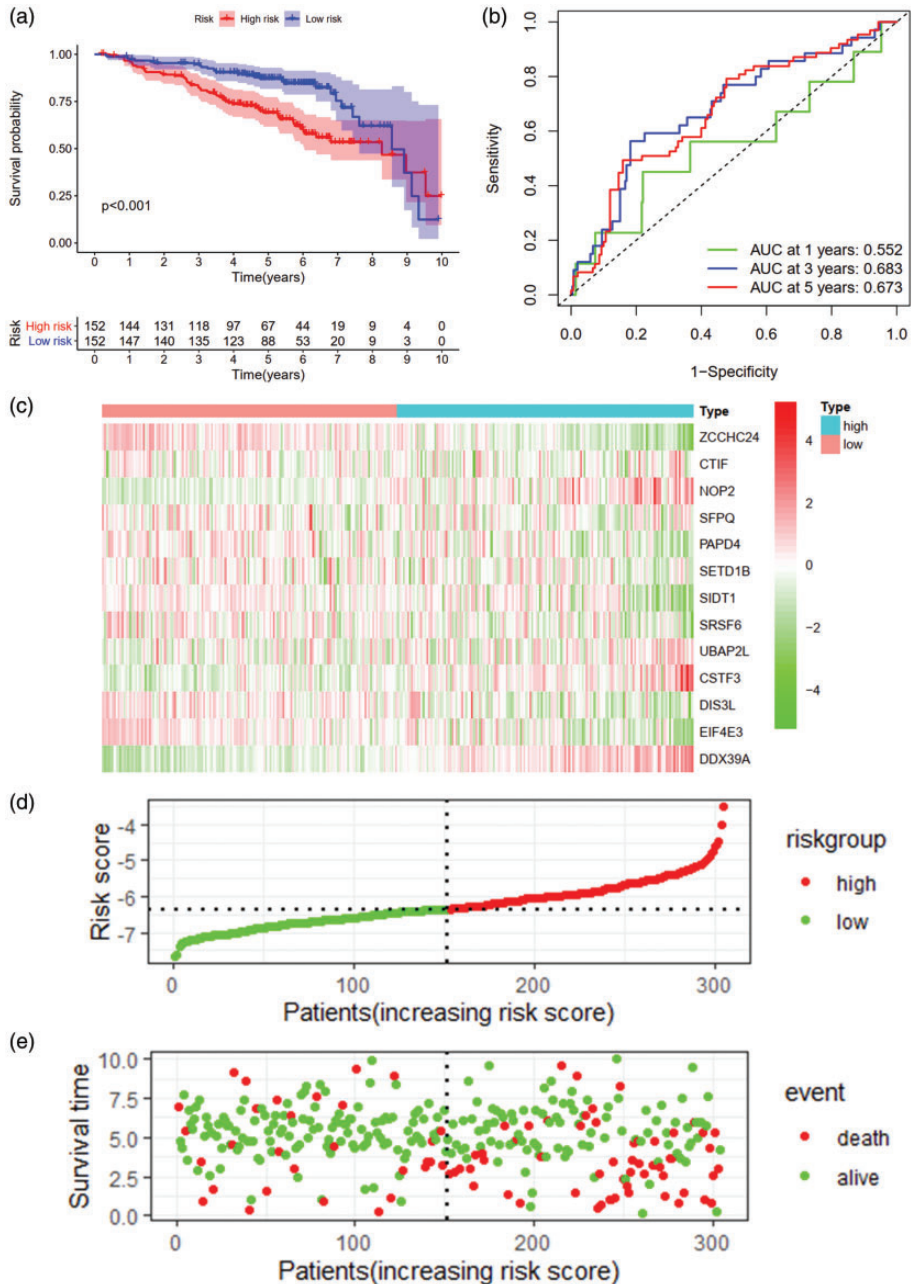 (a)
Risk High risk Low risk
Survival probability
1.00
0.75
0.50
0.25
0.00
p<0.001
0 1 2 3 4 5 6 7 8 9 10
Time(years)
Risk
High risk 152 144 131 118 97 67 44 19 9 4 0
Low risk 152 147 140 135 123 88 53 20 9 3 0
0 1 2 3 4 5 6 7 8 9 10
Time(years)
(b)
Sensitivity
1.0
0.8
0.6
0.4
0.2
0.0
AUC at 1 years: 0.552
AUC at 3 years: 0.683
AUC at 5 years: 0.673
0.0 0.2 0.4 0.6 0.8 1.0
1−Specificity
(c)
Type
ZCCHC24
CTIF
NOP2
SFPQ
PAPD4
SETD1B
SIDT1
SRSF6
UBAP2L
CSTF3
DIS3L
EIF4E3
DDX39A
4
2
0
−2
−4
Type
high
low
(d)
Risk score
-4
-5
-6
-7
0 100 200 300
Patients(increasing risk score)
riskgroup
high
low
(e)
Survival time
10.0
7.5
5.0
2.5
0.0
0 100 200 300
Patients(increasing risk score)
event
death
alive